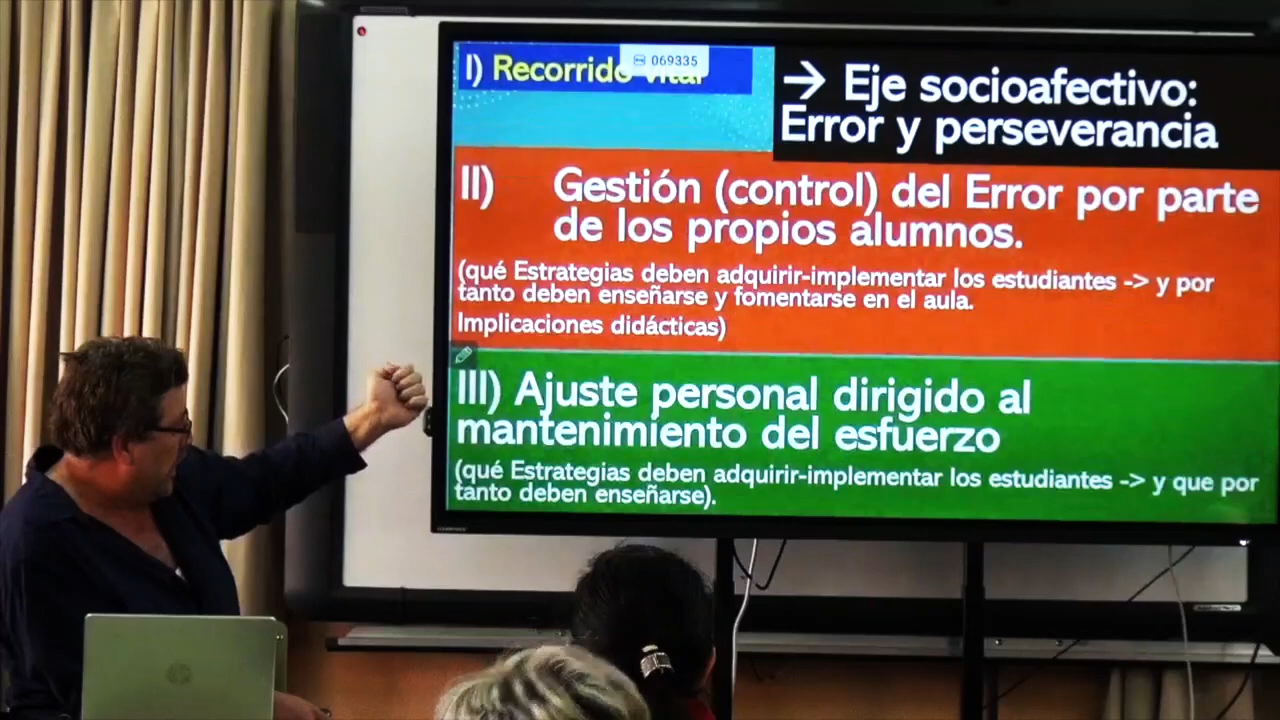 I) Recorrido vital
069335
→ Eje socioafectivo:
Error y perseverancia
II) Gestión (control) del Error por parte
de los propios alumnos.
(qué Estrategias deben adquirir-implementar los estudiantes -> y por
tanto deben enseñarse y fomentarse en el aula.
Implicaciones didácticas)
III) Ajuste personal dirigido al
mantenimiento del esfuerzo
(qué Estrategias deben adquirir-implementar los estudiantes -> y que por
tanto deben enseñarse).
hp